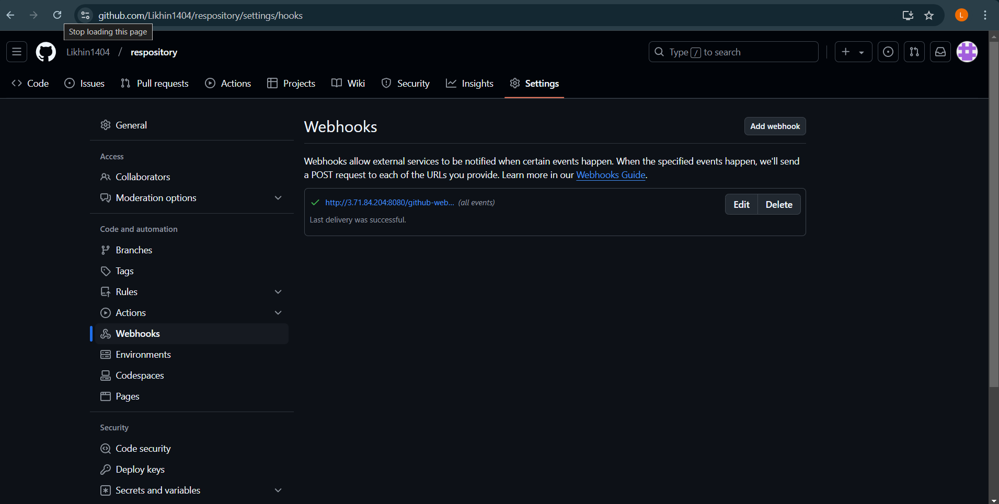 github.com/Likhin1404/respository/settings/hooks
L
Stop loading this page
Likhin1404 / respository
Type / to search
Code Issues Pull requests Actions Projects Wiki Security Insights Settings
General
Access
Collaborators
Moderation options
Code and automation
Branches
Tags
Rules
Actions
Webhooks
Environments
Codespaces
Pages
Security
Code security
Deploy keys
Secrets and variables
Webhooks
Add webhook
Webhooks allow external services to be notified when certain events happen. When the specified events happen, we'll send
a POST request to each of the URLs you provide. Learn more in our Webhooks Guide.
http://3.71.84.204:8080/github-web... (all events)
Edit Delete
Last delivery was successful.